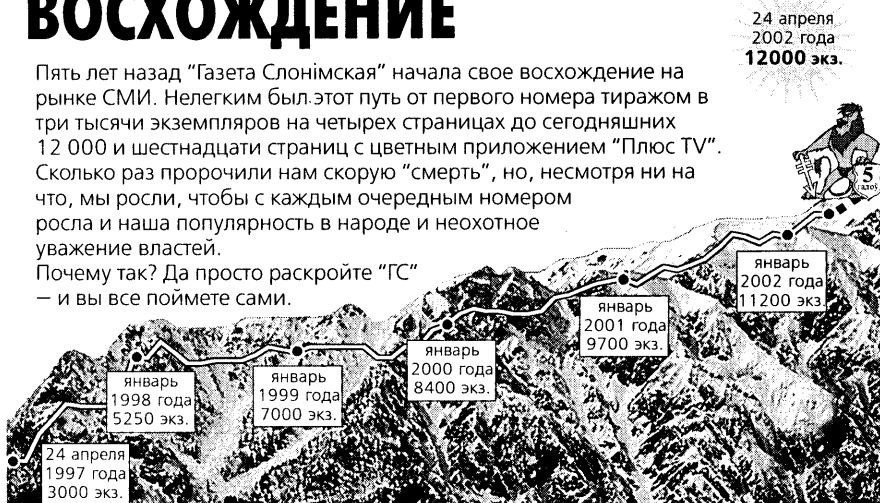 ВОСХОЖДЕНИЕ
24 апреля
2002 года
12000 экз.
Пять лет назад "Газета Слонімская" начала свое восхождение на
рынке СМИ. Нелегким был этот путь от первого номера тиражом в
три тысячи экземпляров на четырех страницах до сегодняшних
12 000 и шестнадцати страниц с цветным приложением "Плюс TV".
Сколько раз пророчили нам скорую "смерть", но, несмотря ни на
что, мы росли, чтобы с каждым очередным номером
росла и наша популярность в народе и неохотное
уважение властей.
Почему так? Да просто раскройте "ГС"
– и вы все поймете сами.
5
гадоў
январь
2002 года
11200 экз.
январь
2001 года
9700 экз.
январь
2000 года
8400 экз.
январь
1999 года
7000 экз.
январь
1998 года
5250 экз.
24 апреля
1997 года
3000 экз.